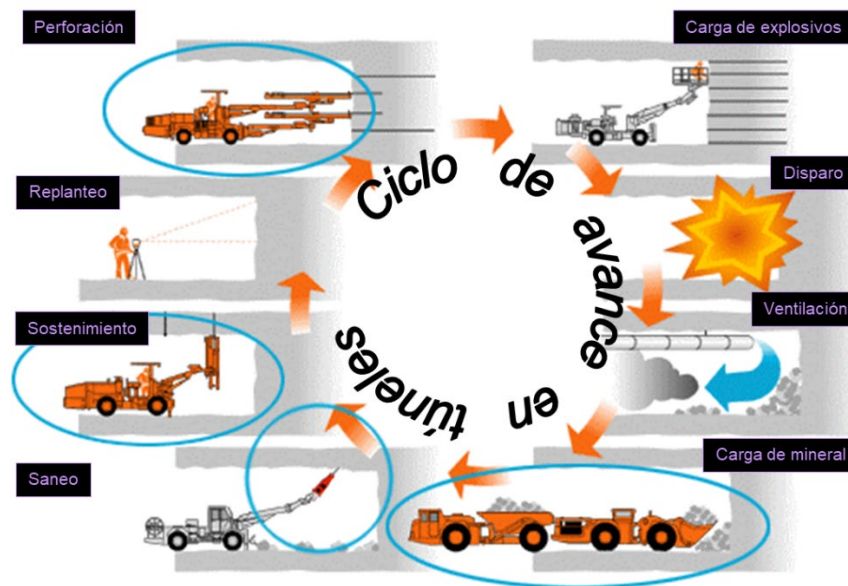 Perforación
Carga de explosivos
Disparo
Replanteo
Ventilación
Sostenimiento
Carga de mineral
Saneo
Ciclo de avance en túneles